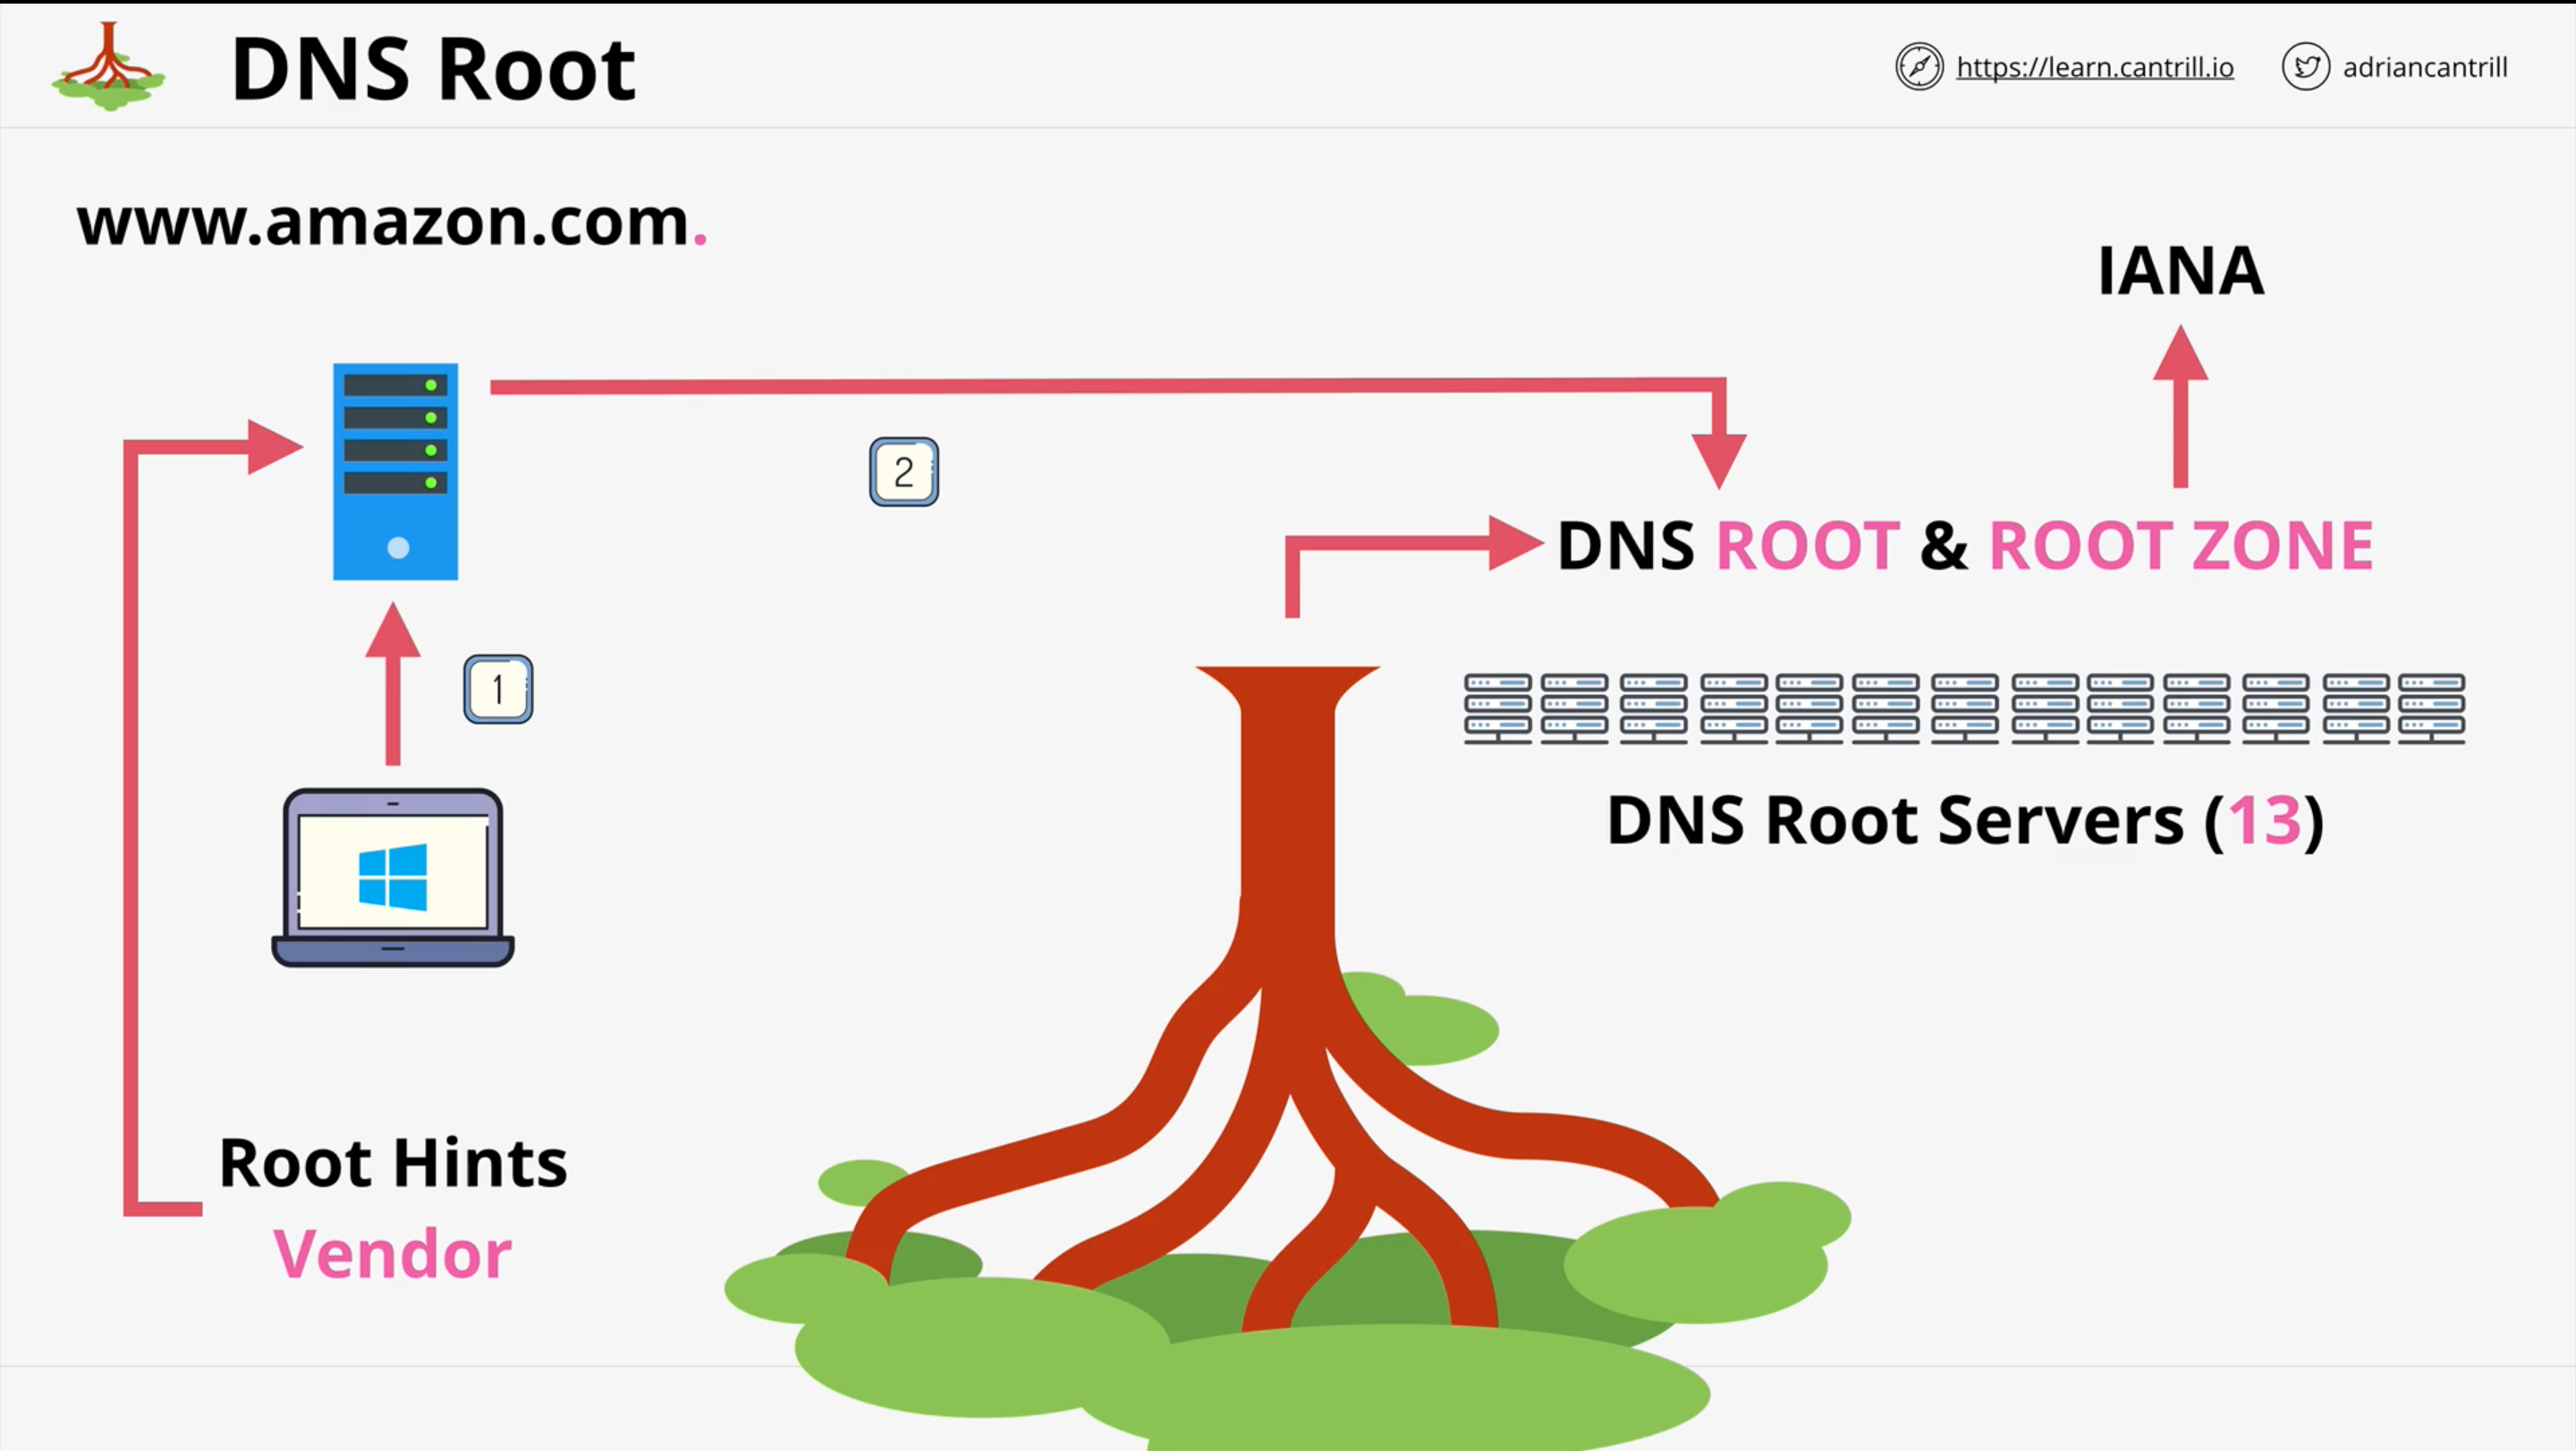 DNS Root
https://learn.cantrill.io
adriancantrill
www.amazon.com.
IANA
2
DNS ROOT & ROOT ZONE
1
DNS Root Servers (13)
Root Hints
Vendor